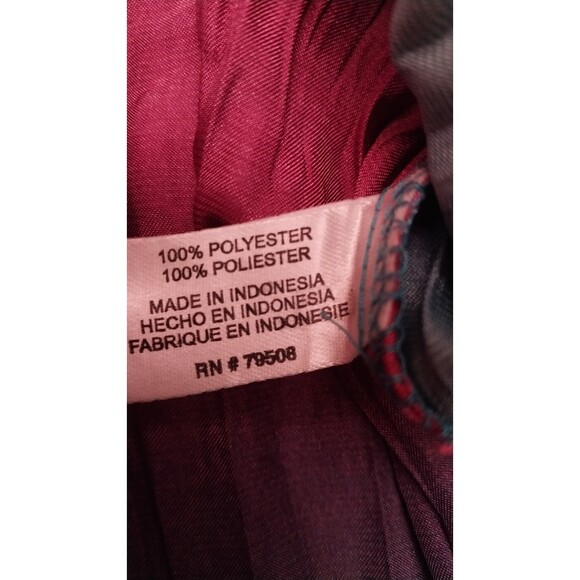 100% POLYESTER
100% POLIESTER
MADE IN INDONESIA
HECHO EN INDONESIA
FABRIQUE EN INDONESIE
RN # 79508